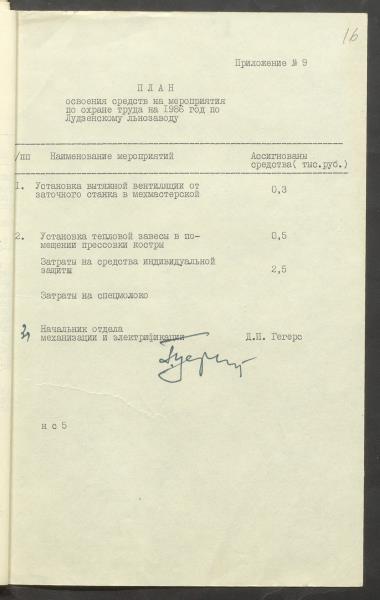 16
Приложение № 9
П Л А Н
освоения средств на мероприятия
по охране труда на 1986 год по
Лудзенскому льнозаводу
/пп Наименование мероприятий Ассигнованы
средства( тыс.руб.)
1. Установка вытяжной вентиляции от
заточного станка в мехмастерской 0,3
2. Установка тепловой завесы в по-
мещении прессовки костры 0,5
Затраты на средства индивидуальной
защиты 2,5
Затраты на спецмолоко
Начальник отдела
механизации и электрификации Д.П. Гегерс
н с 5